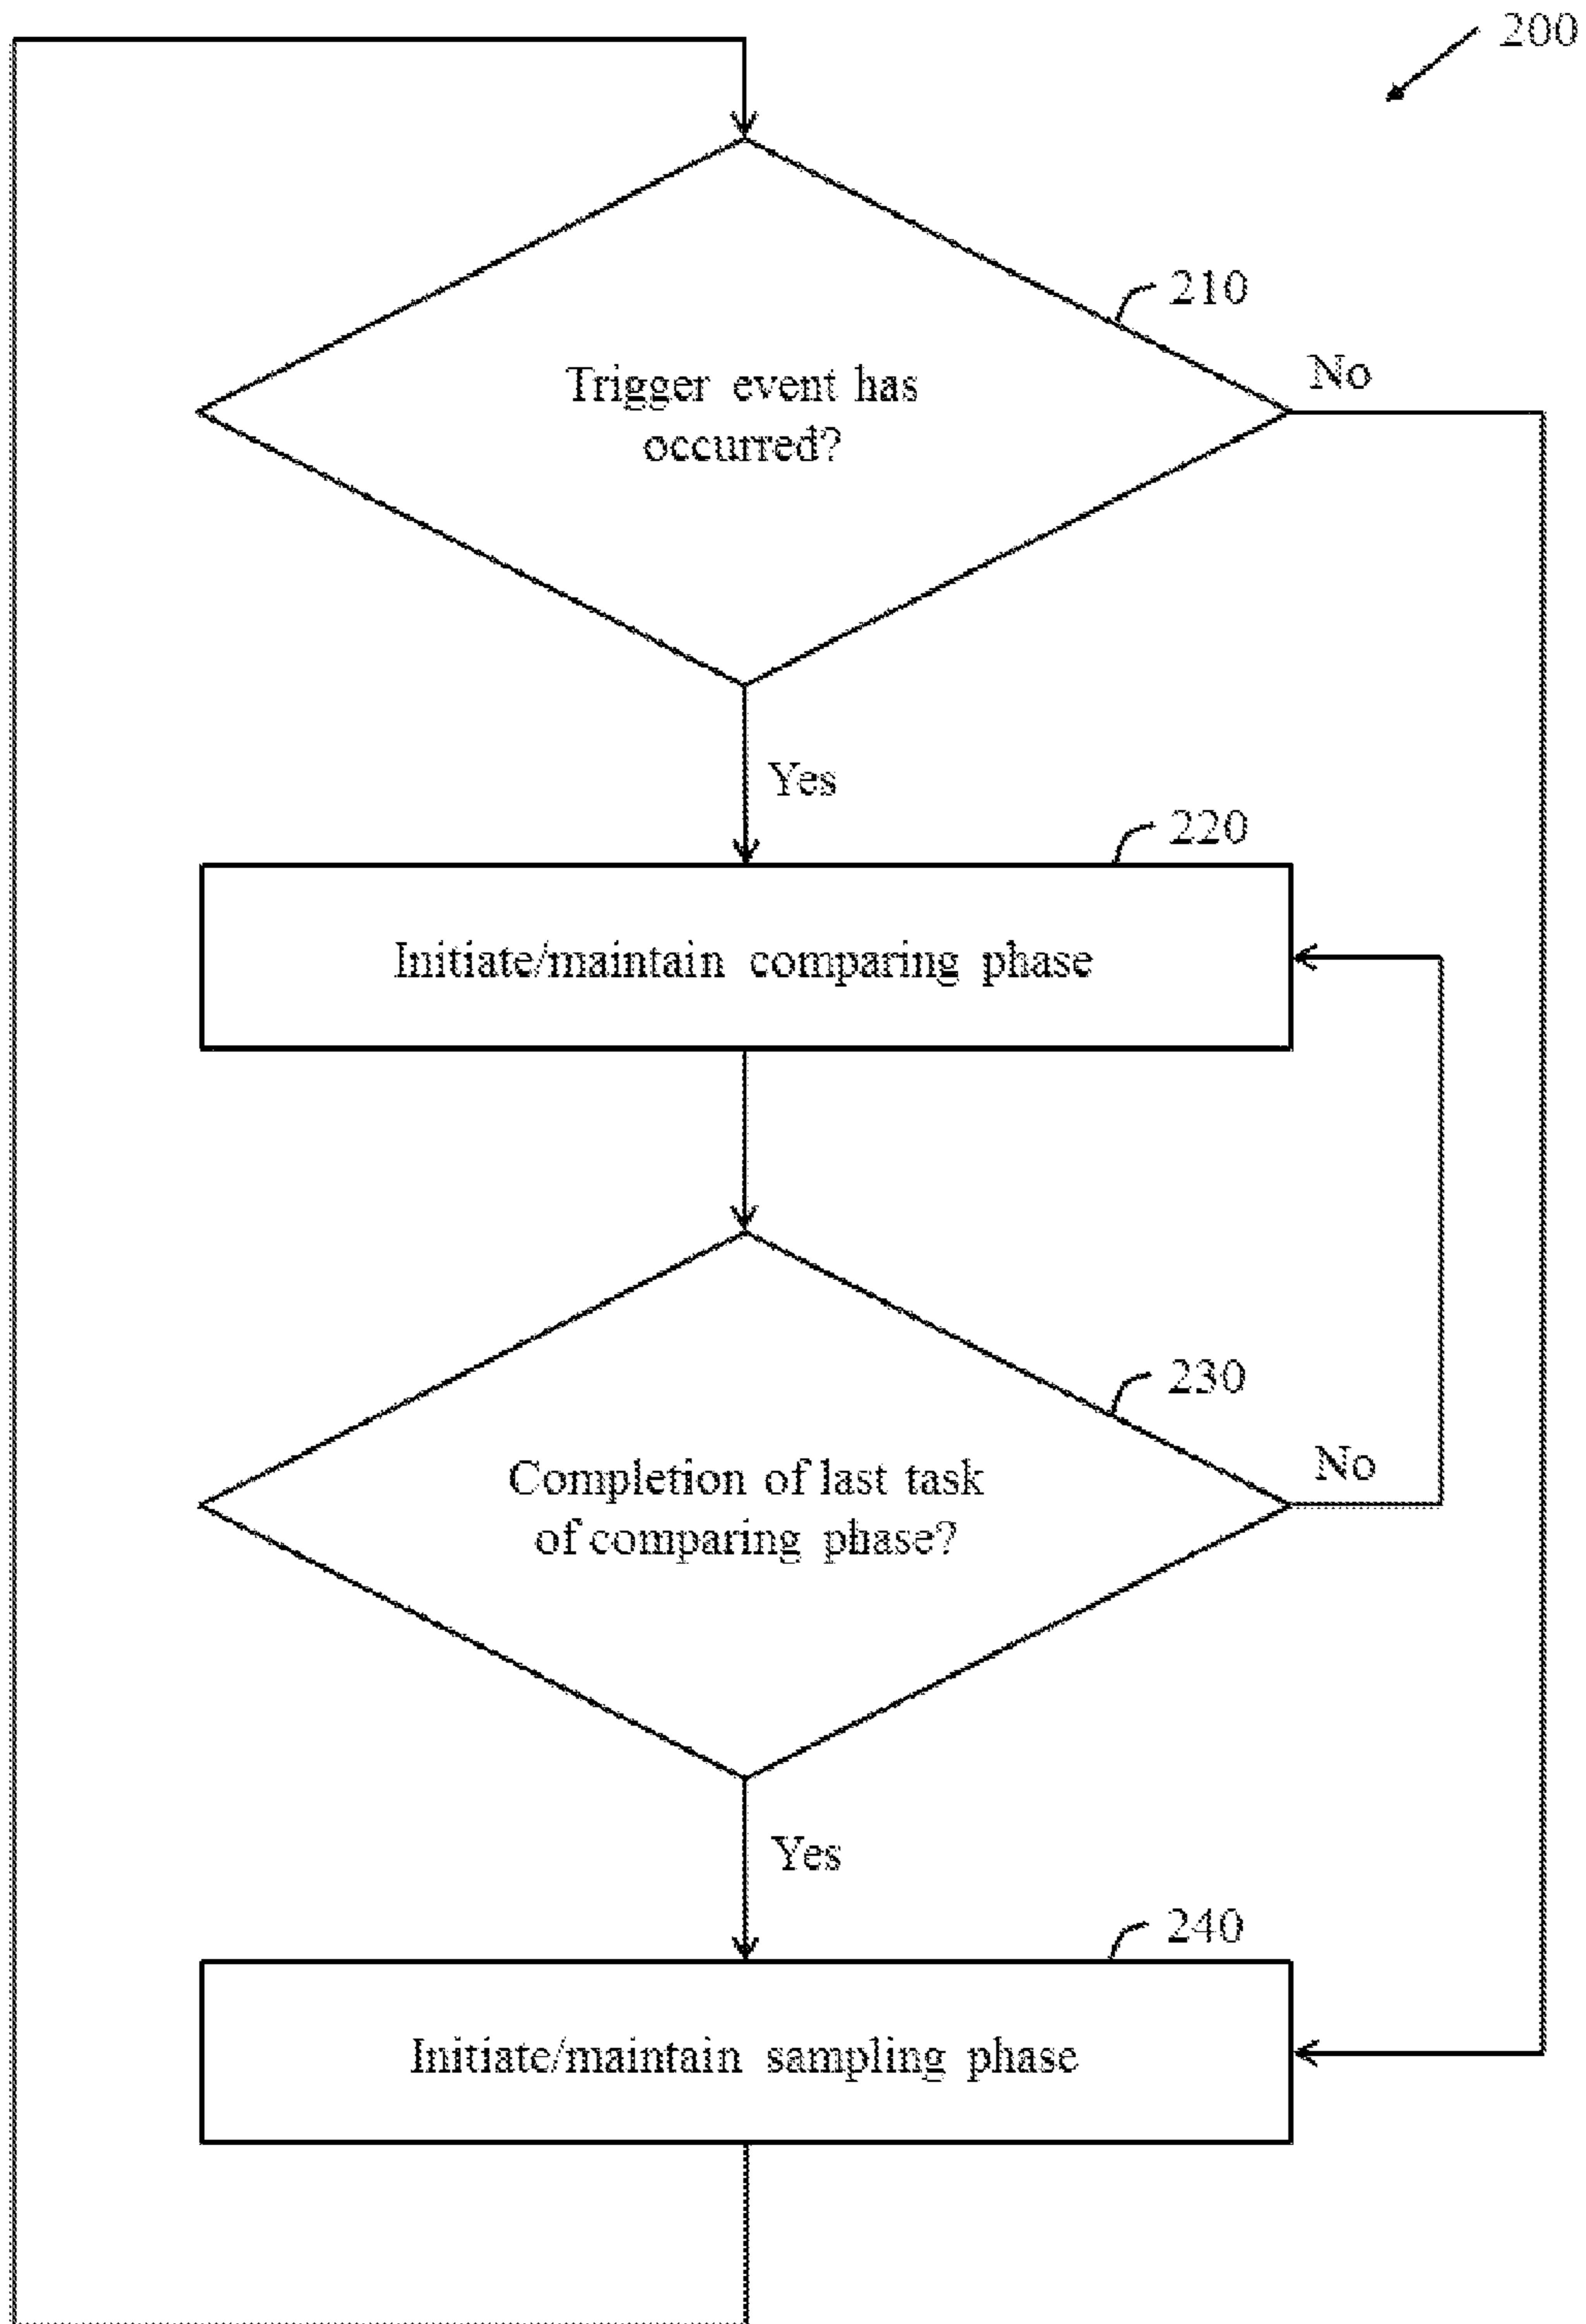 200
210
Trigger event has
occurred?
No
Yes
220
Initiate/maintain comparing phase
230
Completion of last task
of comparing phase?
No
Yes
240
Initiate/maintain sampling phase